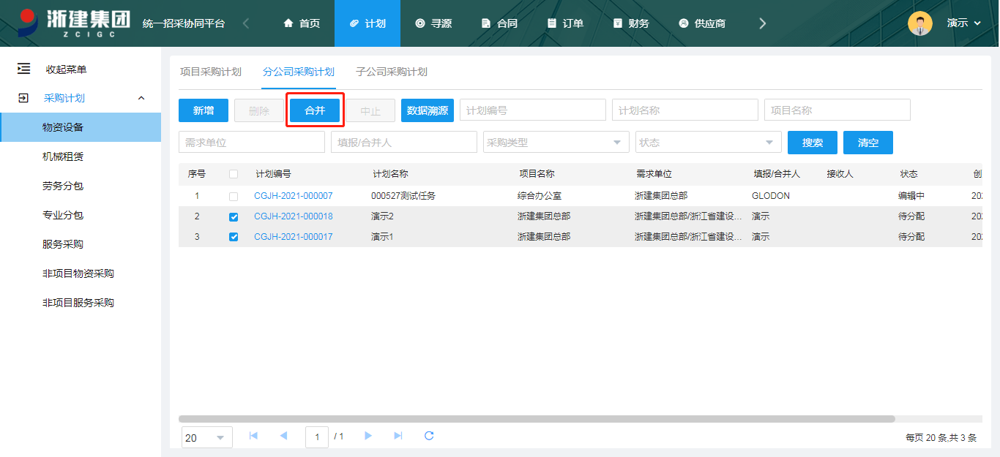 浙建集团
ZCIGC
统一招采协同平台
首页
计划
寻源
合同
订单
财务
供应商
演示
收起菜单
采购计划
物资设备
机械租赁
劳务分包
专业分包
服务采购
非项目物资采购
非项目服务采购
项目采购计划 分公司采购计划 子公司采购计划
新增 删除 合并 中止 数据溯源 计划编号 计划名称 项目名称
需求单位 填报/合并人 采购类型 状态 搜索 清空
序号 计划编号 计划名称 项目名称 需求单位 填报/合并人 接收人 状态 创
1 CGJH-2021-000007 000527测试任务 综合办公室 浙建集团总部 GLODON 编辑中 202
2 CGJH-2021-000018 演示2 浙建集团总部 浙建集团总部/浙江省建设... 演示 待分配 202
3 CGJH-2021-000017 演示1 浙建集团总部 浙建集团总部/浙江省建设... 演示 待分配 202
20 1 / 1 每页 20 条,共 3 条